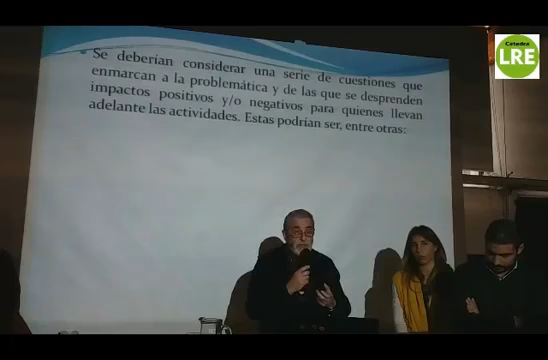 Cátedra
LRE
• Se deberían considerar una serie de cuestiones que
enmarcan a la problemática y de las que se desprenden
impactos positivos y/o negativos para quienes llevan
adelante las actividades. Estas podrían ser, entre otras: